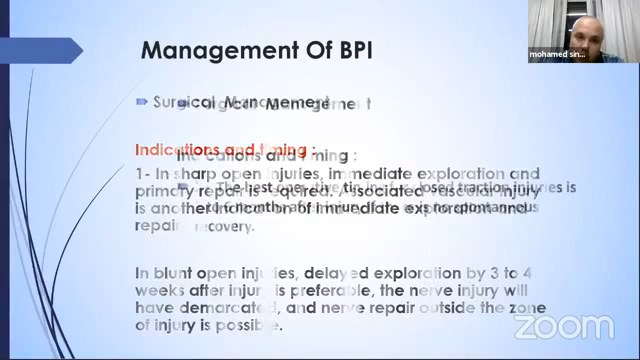 Management Of BPI
mohamed sin...
Surgical Management
Indications and timing :
1- In sharp open injuries, immediate exploration and
primary repair is required. Associated vascular injury
is another indication of immediate exploration and
repair
recovery.
In blunt open injuries, delayed exploration by 3 to 4
weeks after injury is preferable, the nerve injury will
have demarcated, and nerve repair outside the zone
of injury is possible.
zoom